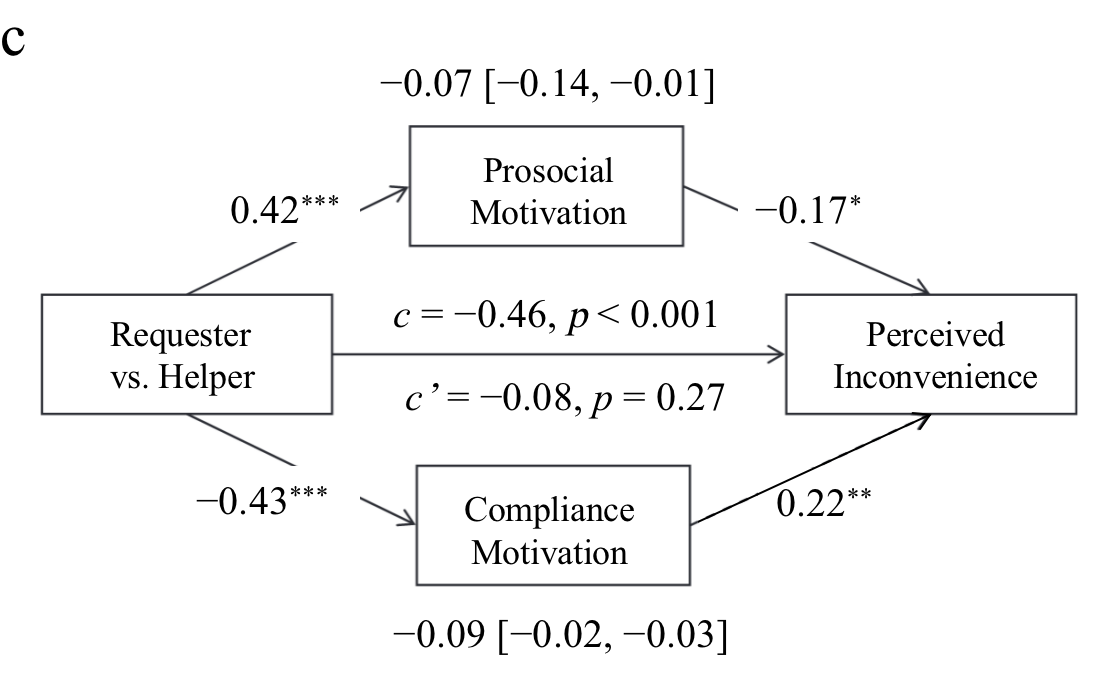 c
−0.07 [−0.14, −0.01]
Prosocial
Motivation
0.42***
−0.17*
c = −0.46, p < 0.001
Requester
vs. Helper
Perceived
Inconvenience
c’ = −0.08, p = 0.27
−0.43***
Compliance
Motivation
0.22**
−0.09 [−0.02, −0.03]